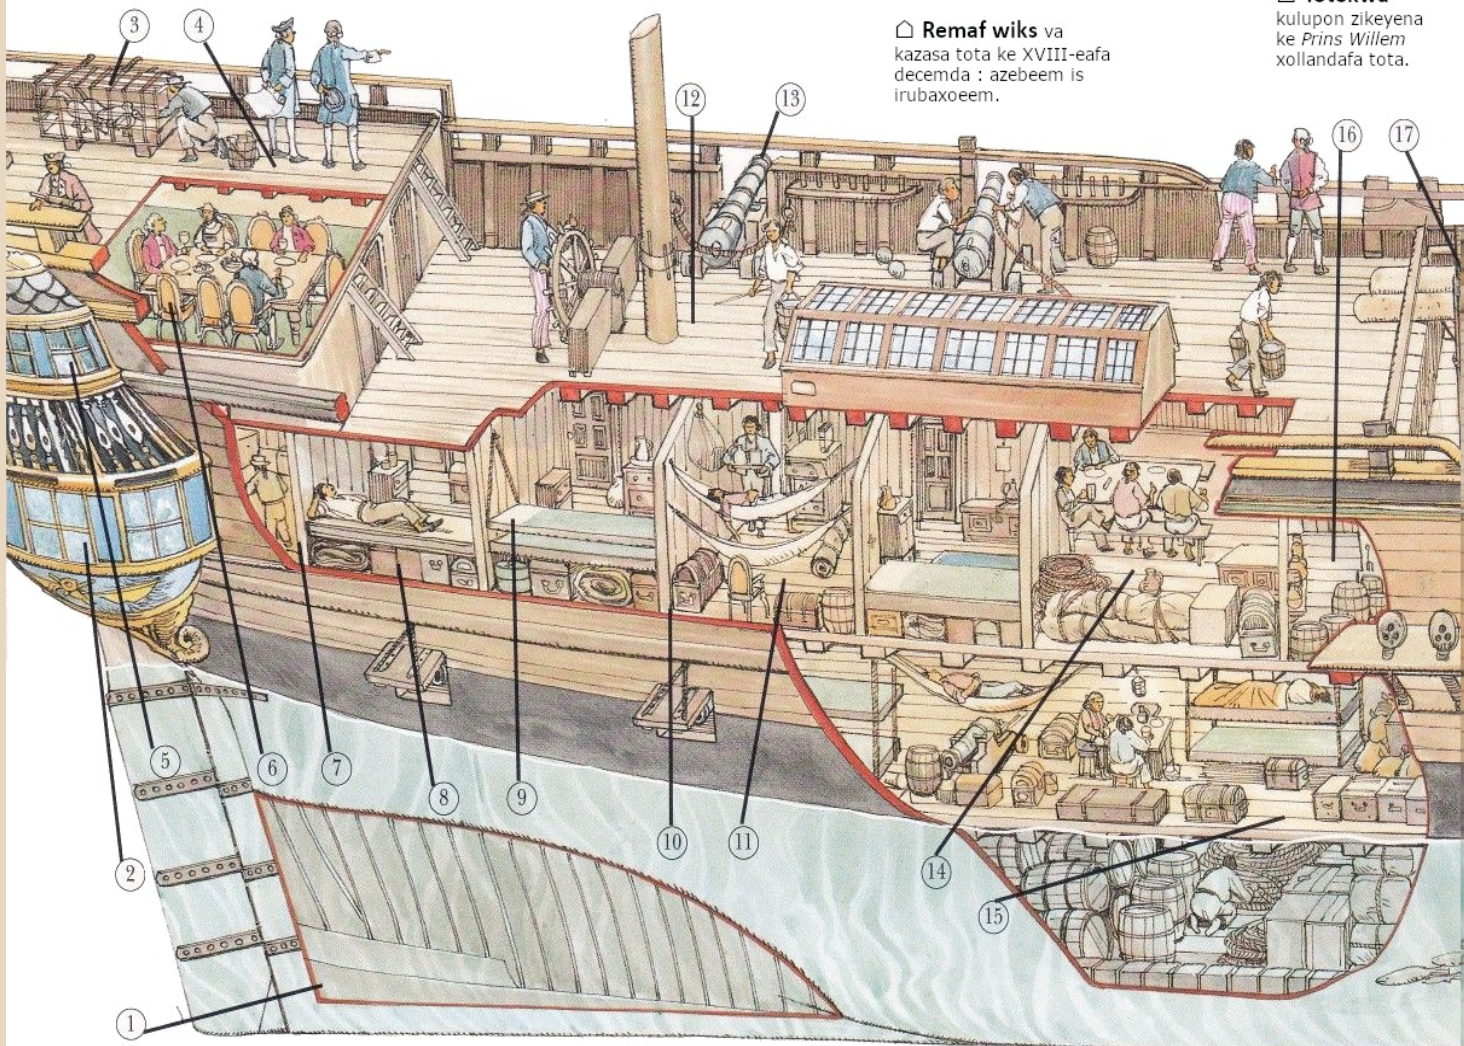 3
4
⌂ Remaf wiks va
kazasa tota ke XVIII-eafa
decemda : azebeem is
irubaxoeem.
kulupon zikeyena
ke Prins Willem
xollandafa tota.
12
13
16
17
5
6
7
8
9
10
11
2
14
15
1